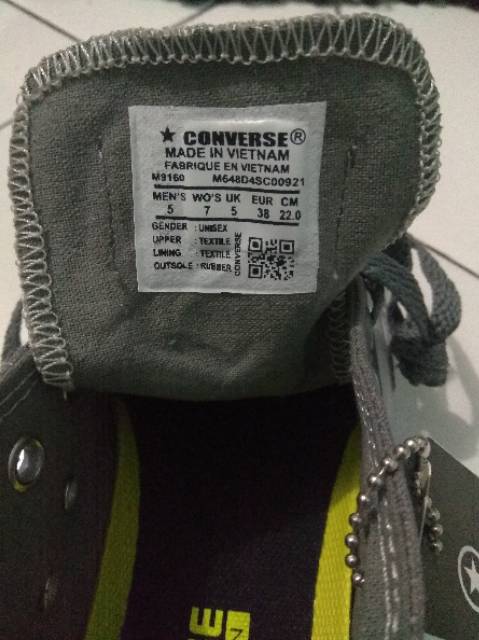 ★ CONVERSE®
MADE IN VIETNAM
FABRIQUE EN VIETNAM
M9160 M648D4SC00921
MEN'S WO'S UK EUR CM
5 7 5 38 22.0
GENDER : UNISEX
UPPER : TEXTILE
LINING : TEXTILE
OUTSOLE : RUBBER
CONVERSE